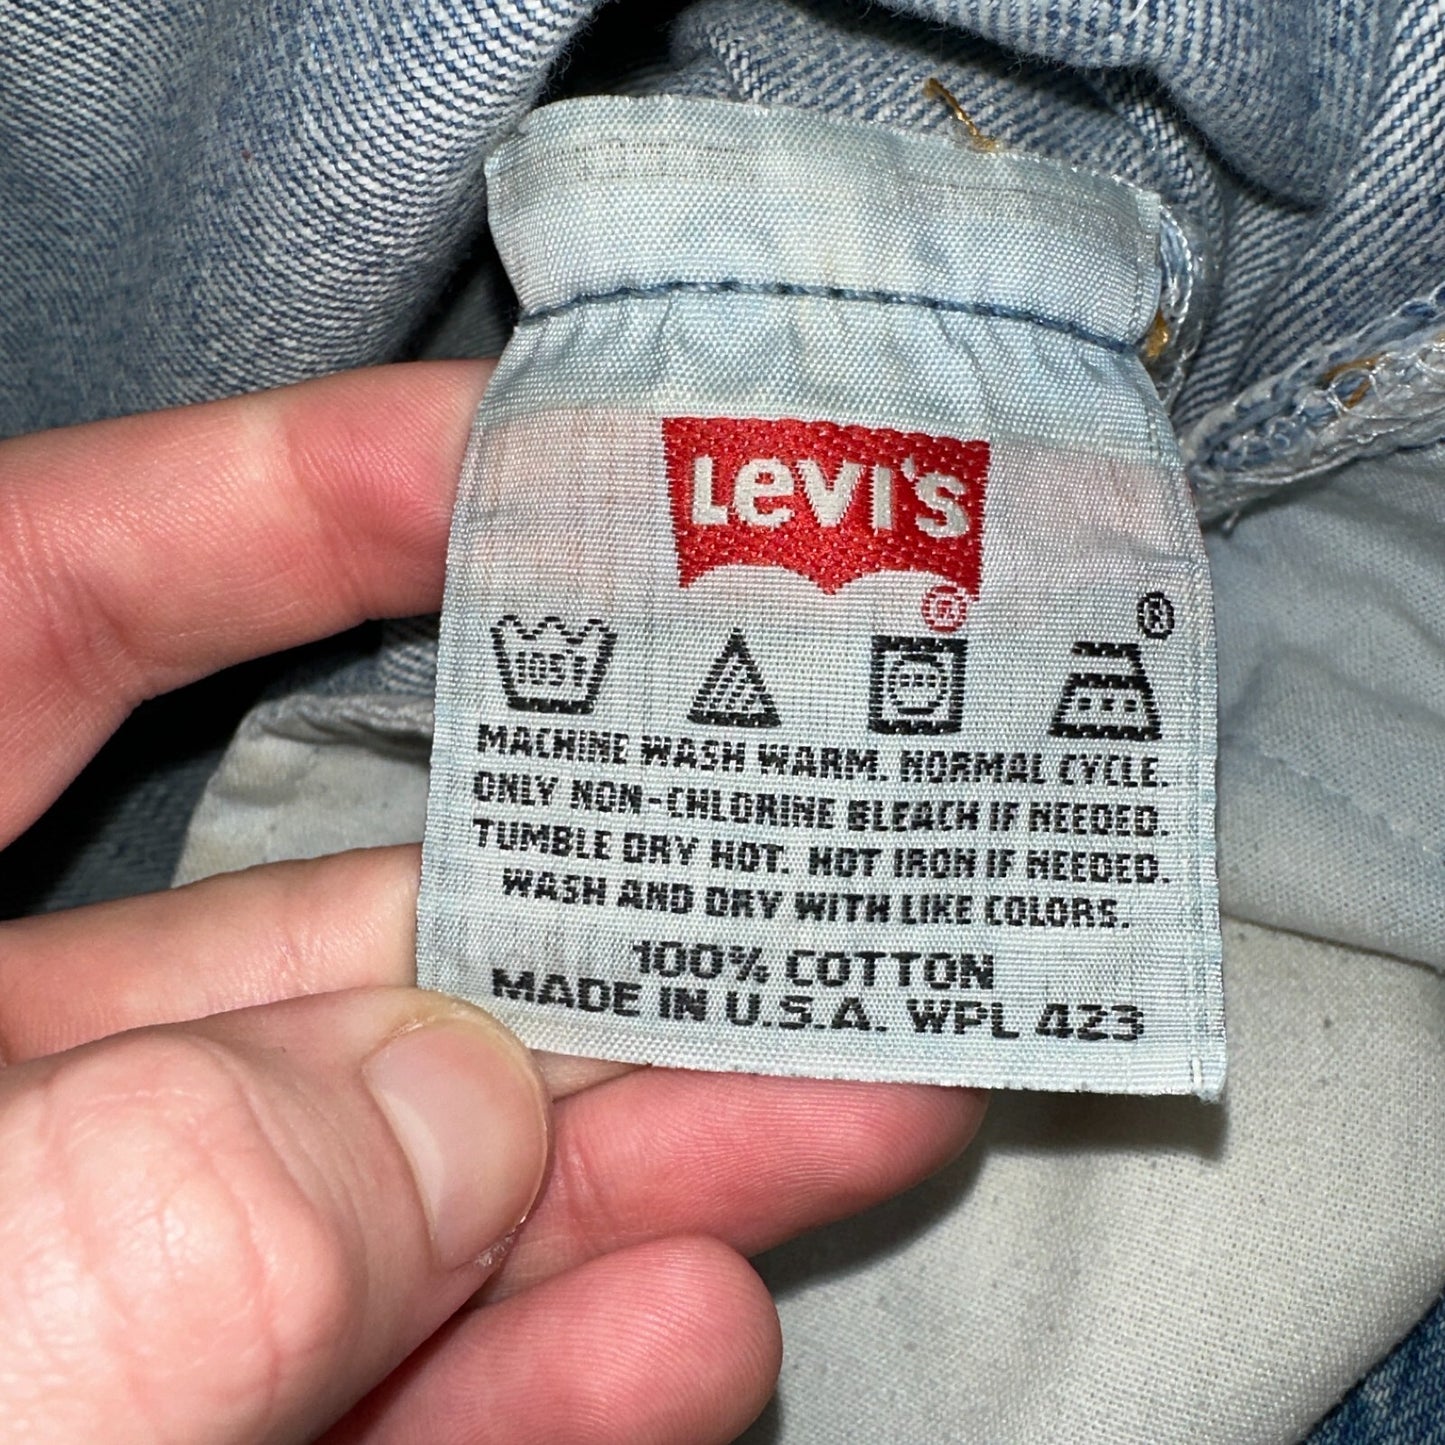 LEVI'S
®
®
105F
MACHINE WASH WARM. NORMAL CYCLE.
ONLY NON-CHLORINE BLEACH IF NEEDED.
TUMBLE DRY HOT. HOT IRON IF NEEDED.
WASH AND DRY WITH LIKE COLORS.
100% COTTON
MADE IN U.S.A. WPL 423